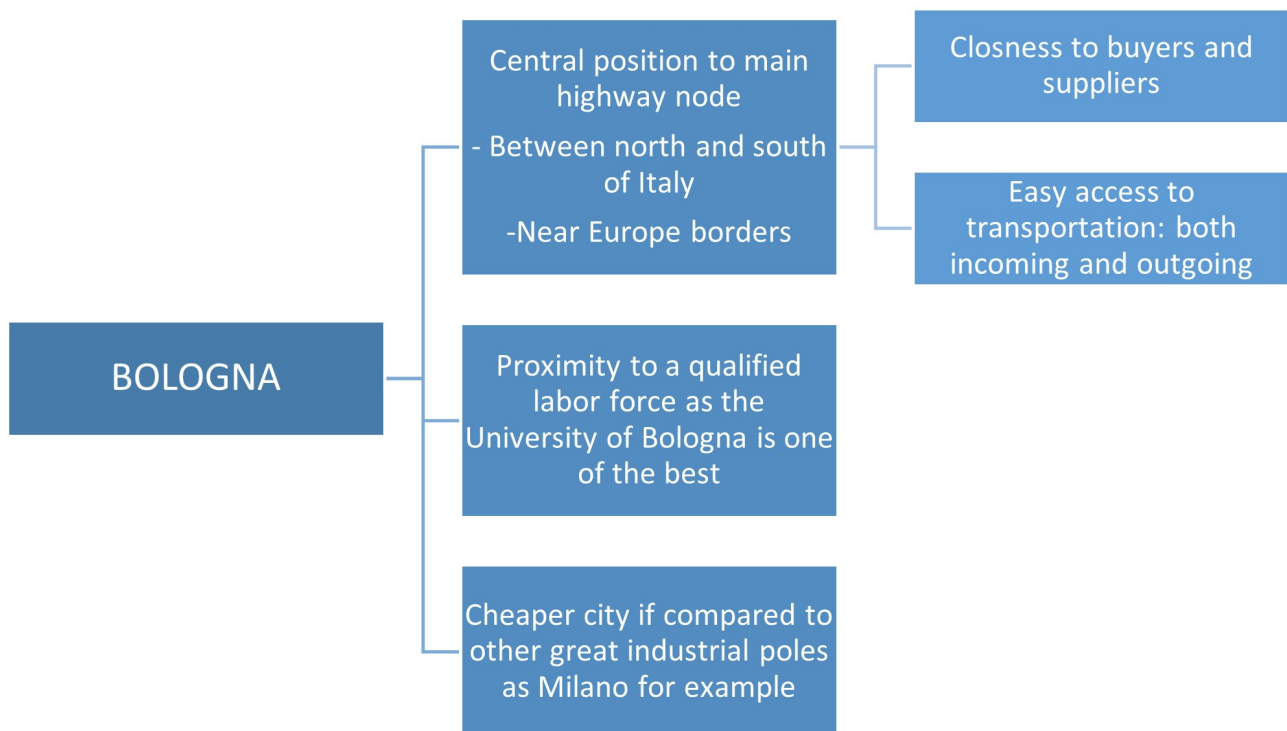 BOLOGNA
Central position to main
highway node
- Between north and south
of Italy
-Near Europe borders
Closness to buyers and
suppliers
Easy access to
transportation: both
incoming and outgoing
Proximity to a qualified
labor force as the
University of Bologna is one
of the best
Cheaper city if compared to
other great industrial poles
as Milano for example